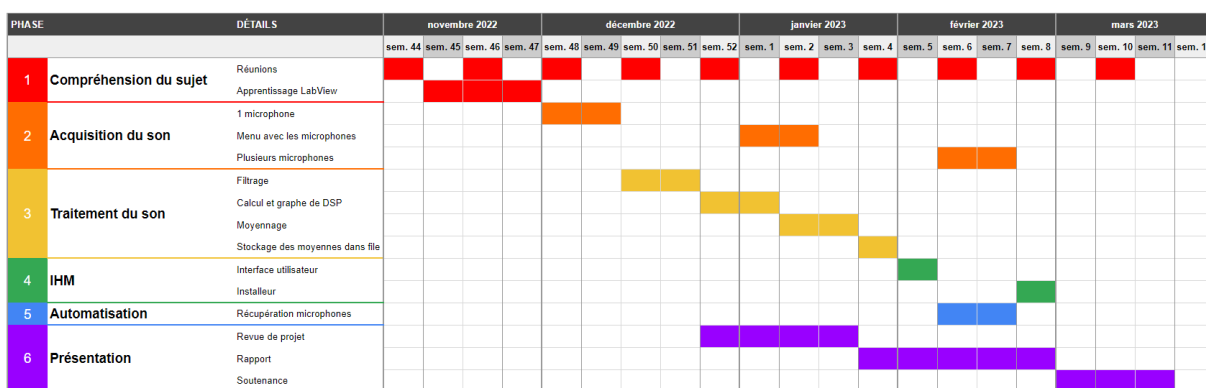 PHASE DÉTAILS novembre 2022 décembre 2022 janvier 2023 février 2023 mars 2023
sem. 44 sem. 45 sem. 46 sem. 47 sem. 48 sem. 49 sem. 50 sem. 51 sem. 52 sem. 1 sem. 2 sem. 3 sem. 4 sem. 5 sem. 6 sem. 7 sem. 8 sem. 9 sem. 10 sem. 11 sem. 1
1 Compréhension du sujet
Réunions
Apprentissage LabView
2 Acquisition du son
1 microphone
Menu avec les microphones
Plusieurs microphones
3 Traitement du son
Filtrage
Calcul et graphe de DSP
Moyennage
Stockage des moyennes dans file
4 IHM
Interface utilisateur
Installeur
5 Automatisation
Récupération microphones
6 Présentation
Revue de projet
Rapport
Soutenance